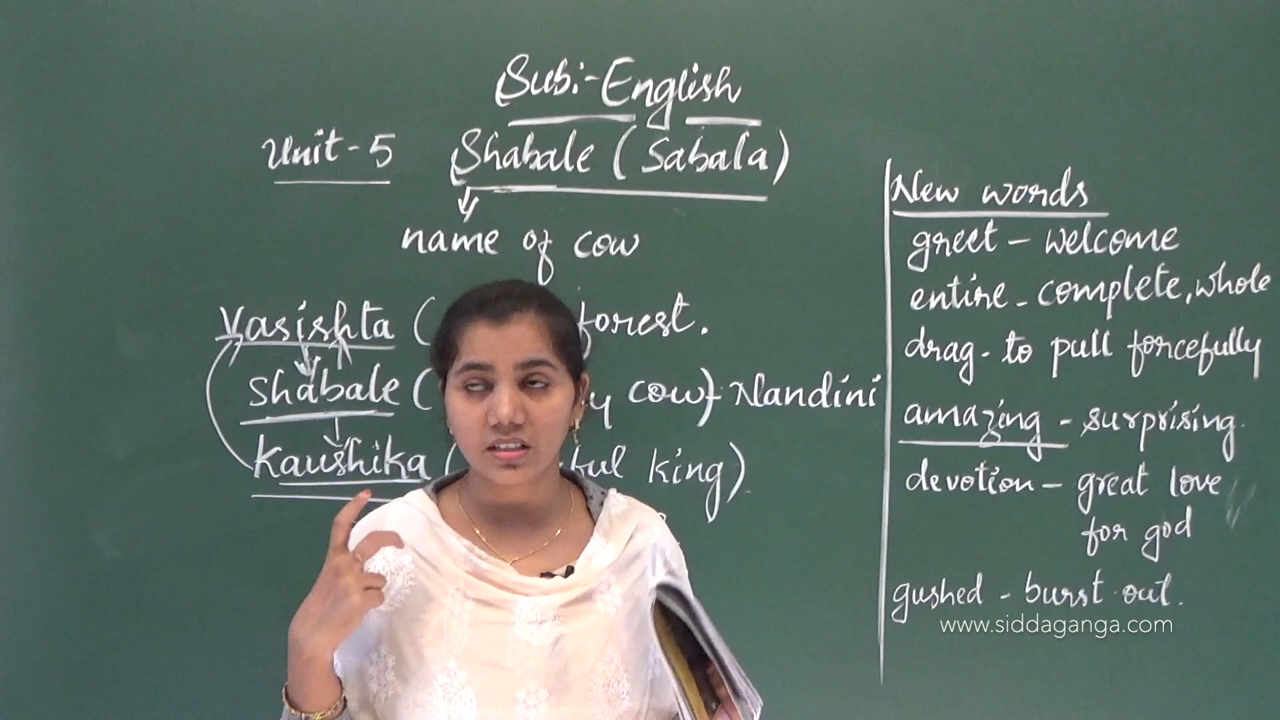 Sub:- English
Unit - 5 Shabale (Sabala)
name of cow
Vasishta ( forest.
Shabale ( cow) - Nandini
Kaushika ( king)
New words
greet - welcome
entire - complete, whole
drag - to pull forcefully
amazing - surprising.
devotion - great love
for god
gushed - burst out.
www.siddaganga.com